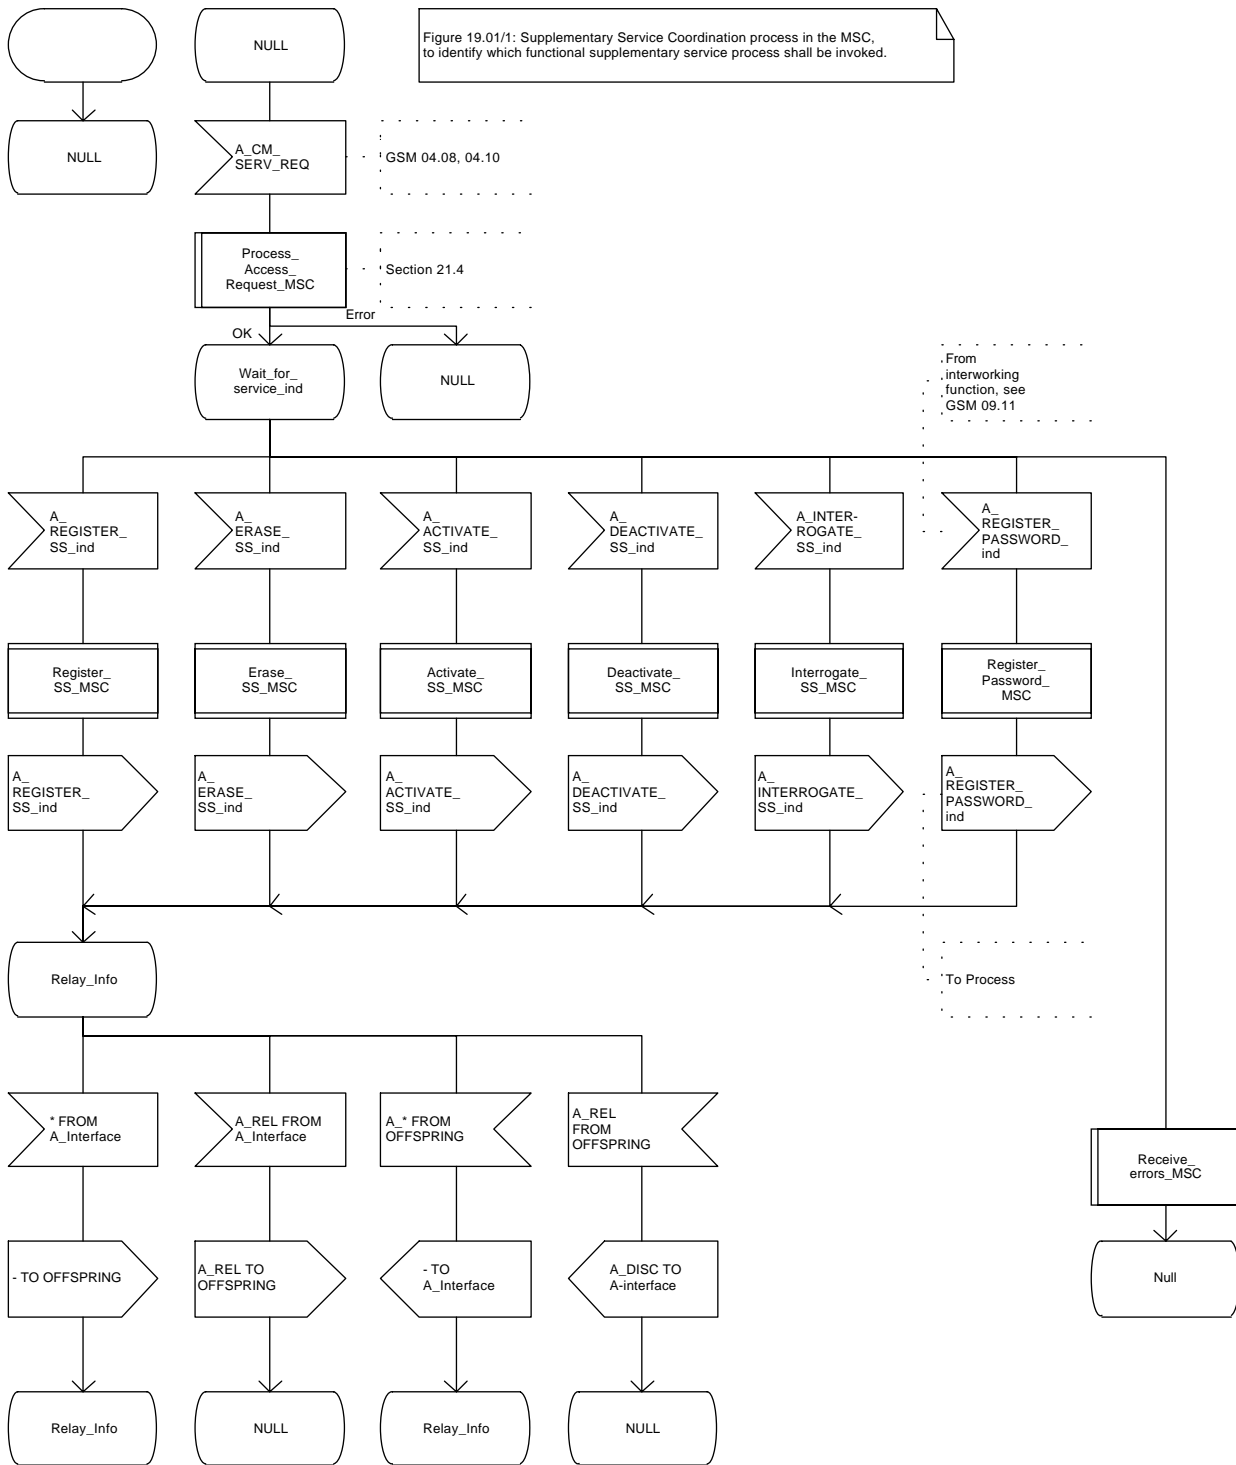 NULL
Figure 19.01/1: Supplementary Service Coordination process in the MSC,
to identify which functional supplementary service process shall be invoked.
NULL
A_CM_
SERV_REQ
GSM 04.08, 04.10
Process_
Access_
Request_MSC
Section 21.4
Error
OK
Wait_for_
service_ind
NULL
From
interworking
function, see
GSM 09.11
A_
REGISTER_
SS_ind
A_
ERASE_
SS_ind
A_
ACTIVATE_
SS_ind
A_
DEACTIVATE_
SS_ind
A_INTER-
ROGATE_
SS_ind
A_
REGISTER_
PASSWORD_
ind
Register_
SS_MSC
Erase_
SS_MSC
Activate_
SS_MSC
Deactivate_
SS_MSC
Interrogate_
SS_MSC
Register_
Password_
MSC
A_
REGISTER_
SS_ind
A_
ERASE_
SS_ind
A_
ACTIVATE_
SS_ind
A_
DEACTIVATE_
SS_ind
A_
INTERROGATE_
SS_ind
A_
REGISTER_
PASSWORD_
ind
Relay_Info
To Process
* FROM
A_Interface
A_REL FROM
A_Interface
A_* FROM
OFFSPRING
A_REL
FROM
OFFSPRING
Receive_
errors_MSC
- TO OFFSPRING
A_REL TO
OFFSPRING
- TO
A_Interface
A_DISC TO
A-interface
Null
Relay_Info
NULL
Relay_Info
NULL